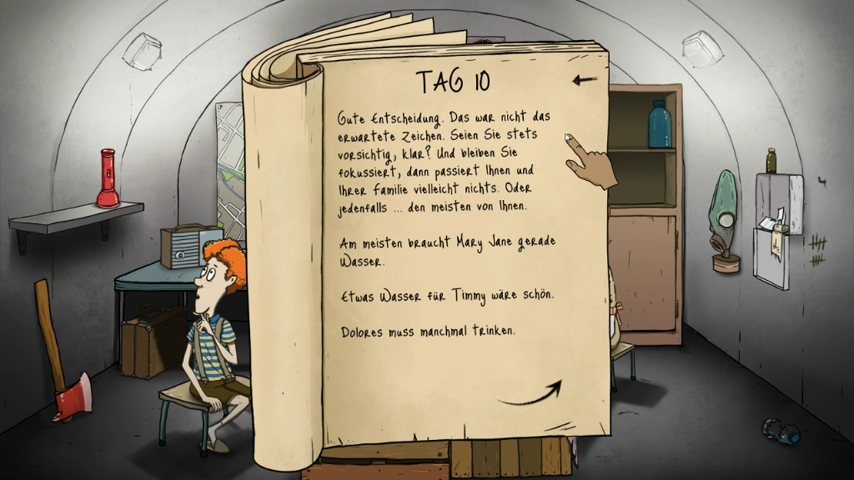 TAG 10
Gute Entscheidung. Das war nicht das
erwartete Zeichen. Seien Sie stets
vorsichtig, klar? Und bleiben Sie
fokussiert, dann passiert Ihnen und
Ihrer Familie vielleicht nichts. Oder
jedenfalls ... den meisten von Ihnen.
Am meisten braucht Mary Jane gerade
Wasser.
Etwas Wasser für Timmy wäre schön.
Dolores muss manchmal trinken.